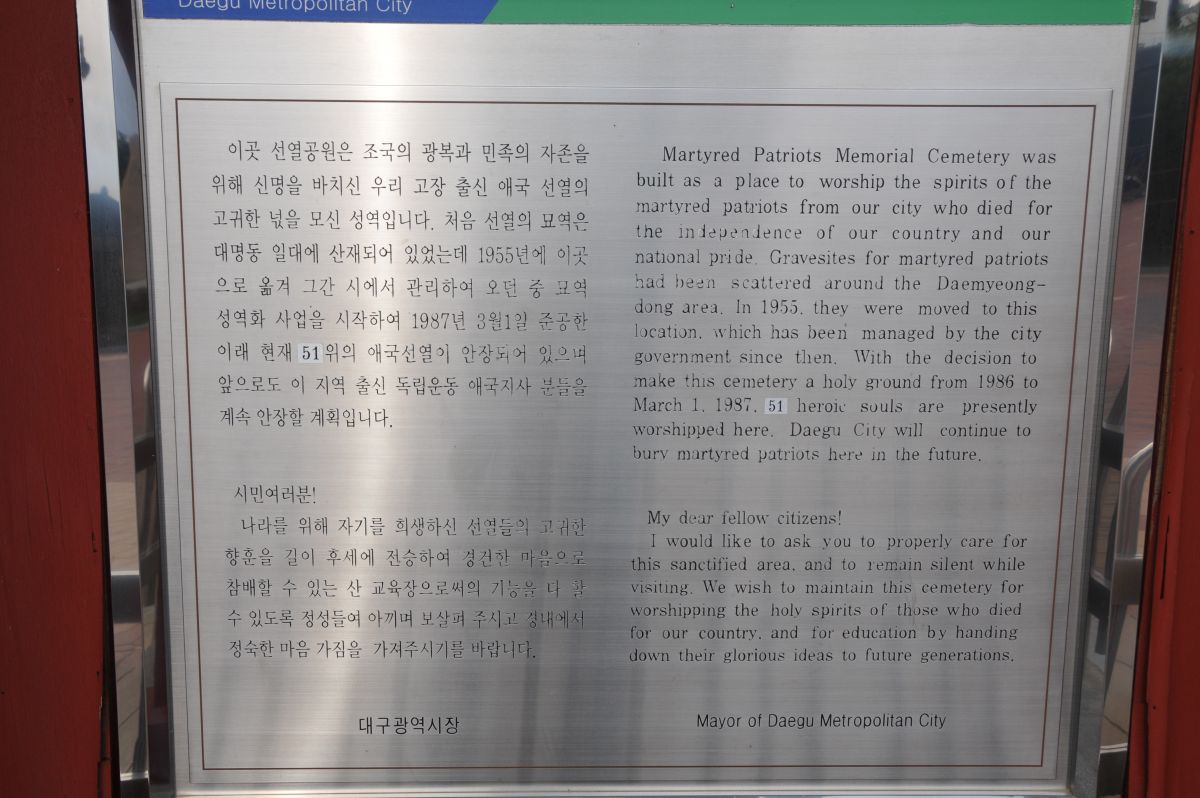 Daegu Metropolitan City
이곳 선열공원은 조국의 광복과 민족의 자존을
위해 신명을 바치신 우리 고장 출신 애국 선열의
고귀한 넋을 모신 성역입니다. 처음 선열의 묘역은
대명동 일대에 산재되어 있었는데 1955년에 이곳
으로 옮겨 그간 시에서 관리하여 오던 중 묘역
성역화 사업을 시작하여 1987년 3월1일 준공한
이래 현재 51위의 애국선열이 안장되어 있으며
앞으로도 이 지역 출신 독립운동 애국지사 분들을
계속 안장할 계획입니다.
시민여러분!
나라를 위해 자기를 희생하신 선열들의 고귀한
향훈을 길이 후세에 전승하여 경건한 마음으로
참배할 수 있는 산 교육장으로써의 기능을 다 할
수 있도록 정성들여 아끼며 보살펴 주시고 경내에서
정숙한 마음 가짐을 가져주시기를 바랍니다.
대구광역시장
Martyred Patriots Memorial Cemetery was
built as a place to worship the spirits of the
martyred patriots from our city who died for
the independence of our country and our
national pride. Gravesites for martyred patriots
had been scattered around the Daemyeong-
dong area. In 1955, they were moved to this
location, which has been managed by the city
government since then. With the decision to
make this cemetery a holy ground from 1986 to
March 1, 1987, 51 heroic souls are presently
worshipped here. Daegu City will continue to
bury martyred patriots here in the future.
My dear fellow citizens!
I would like to ask you to properly care for
this sanctified area, and to remain silent while
visiting. We wish to maintain this cemetery for
worshipping the holy spirits of those who died
for our country, and for education by handing
down their glorious ideas to future generations.
Mayor of Daegu Metropolitan City